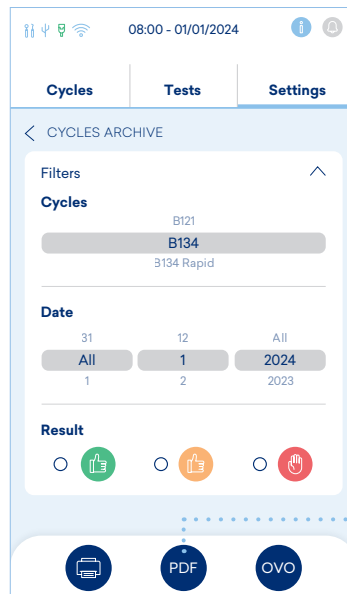 08:00 - 01/01/2024
i
Cycles Tests Settings
CYCLES ARCHIVE
Filters
Cycles
B121
B134
B134 Rapid
Date
31 12 All
All 1 2024
1 2 2023
Result
PDF OVO